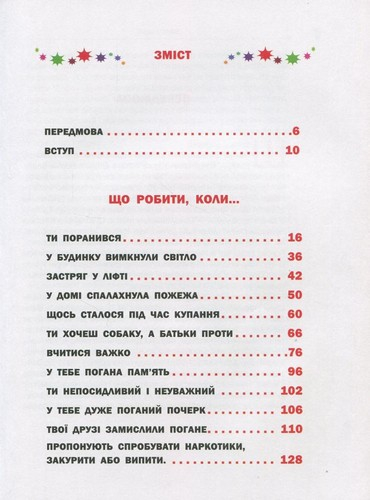 ЗМІСТ
ПЕРЕДМОВА 6
ВСТУП 10
ЩО РОБИТИ, КОЛИ...
ТИ ПОРАНИВСЯ 16
У БУДИНКУ ВИМКНУЛИ СВІТЛО 36
ЗАСТРЯГ У ЛІФТІ 42
У ДОМІ СПАЛАХНУЛА ПОЖЕЖА 50
ЩОСЬ СТАЛОСЯ ПІД ЧАС КУПАННЯ 60
ТИ ХОЧЕШ СОБАКУ, А БАТЬКИ ПРОТИ 66
ВЧИТИСЯ ВАЖКО 76
У ТЕБЕ ПОГАНА ПАМ'ЯТЬ 96
ТИ НЕПОСИДЛИВИЙ І НЕУВАЖНИЙ 102
У ТЕБЕ ДУЖЕ ПОГАНИЙ ПОЧЕРК 106
ТВОЇ ДРУЗІ ЗАМИСЛИЛИ ПОГАНЕ. 110
ПРОПОНУЮТЬ СПРОБУВАТИ НАРКОТИКИ,
ЗАКУРИТИ АБО ВИПИТИ. 128